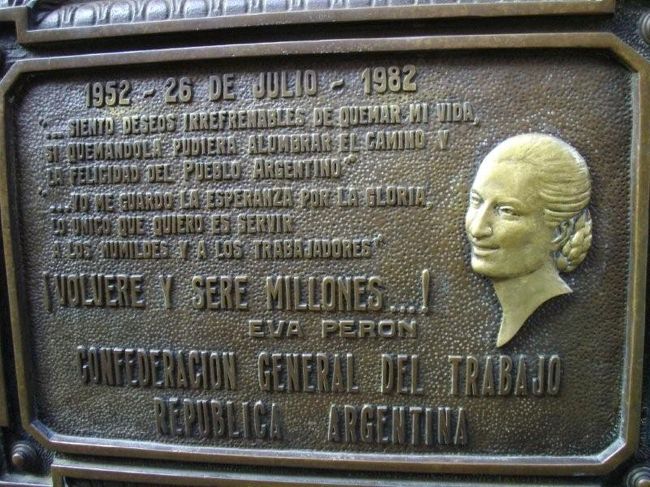 1952 - 26 DE JULIO - 1982
"... SIENTO DESEOS IRREFRENABLES DE QUEMAR MI VIDA,
SI QUEMANDOLA PUDIERA ALOMBRAR EL CAMINO Y
LA FELICIDAD DEL PUEBLO ARGENTINO"
"...YO ME GUARDO LA ESPERANZA POR LA GLORIA,
LO UNICO QUE QUIERO ES SERVIR
A LOS HUMILDES Y A LOS TRABAJADORES"
¡VOLVERE Y SERE MILLONES...!
EVA PERON
CONFEDERACION GENERAL DEL TRABAJO
REPUBLICA ARGENTINA